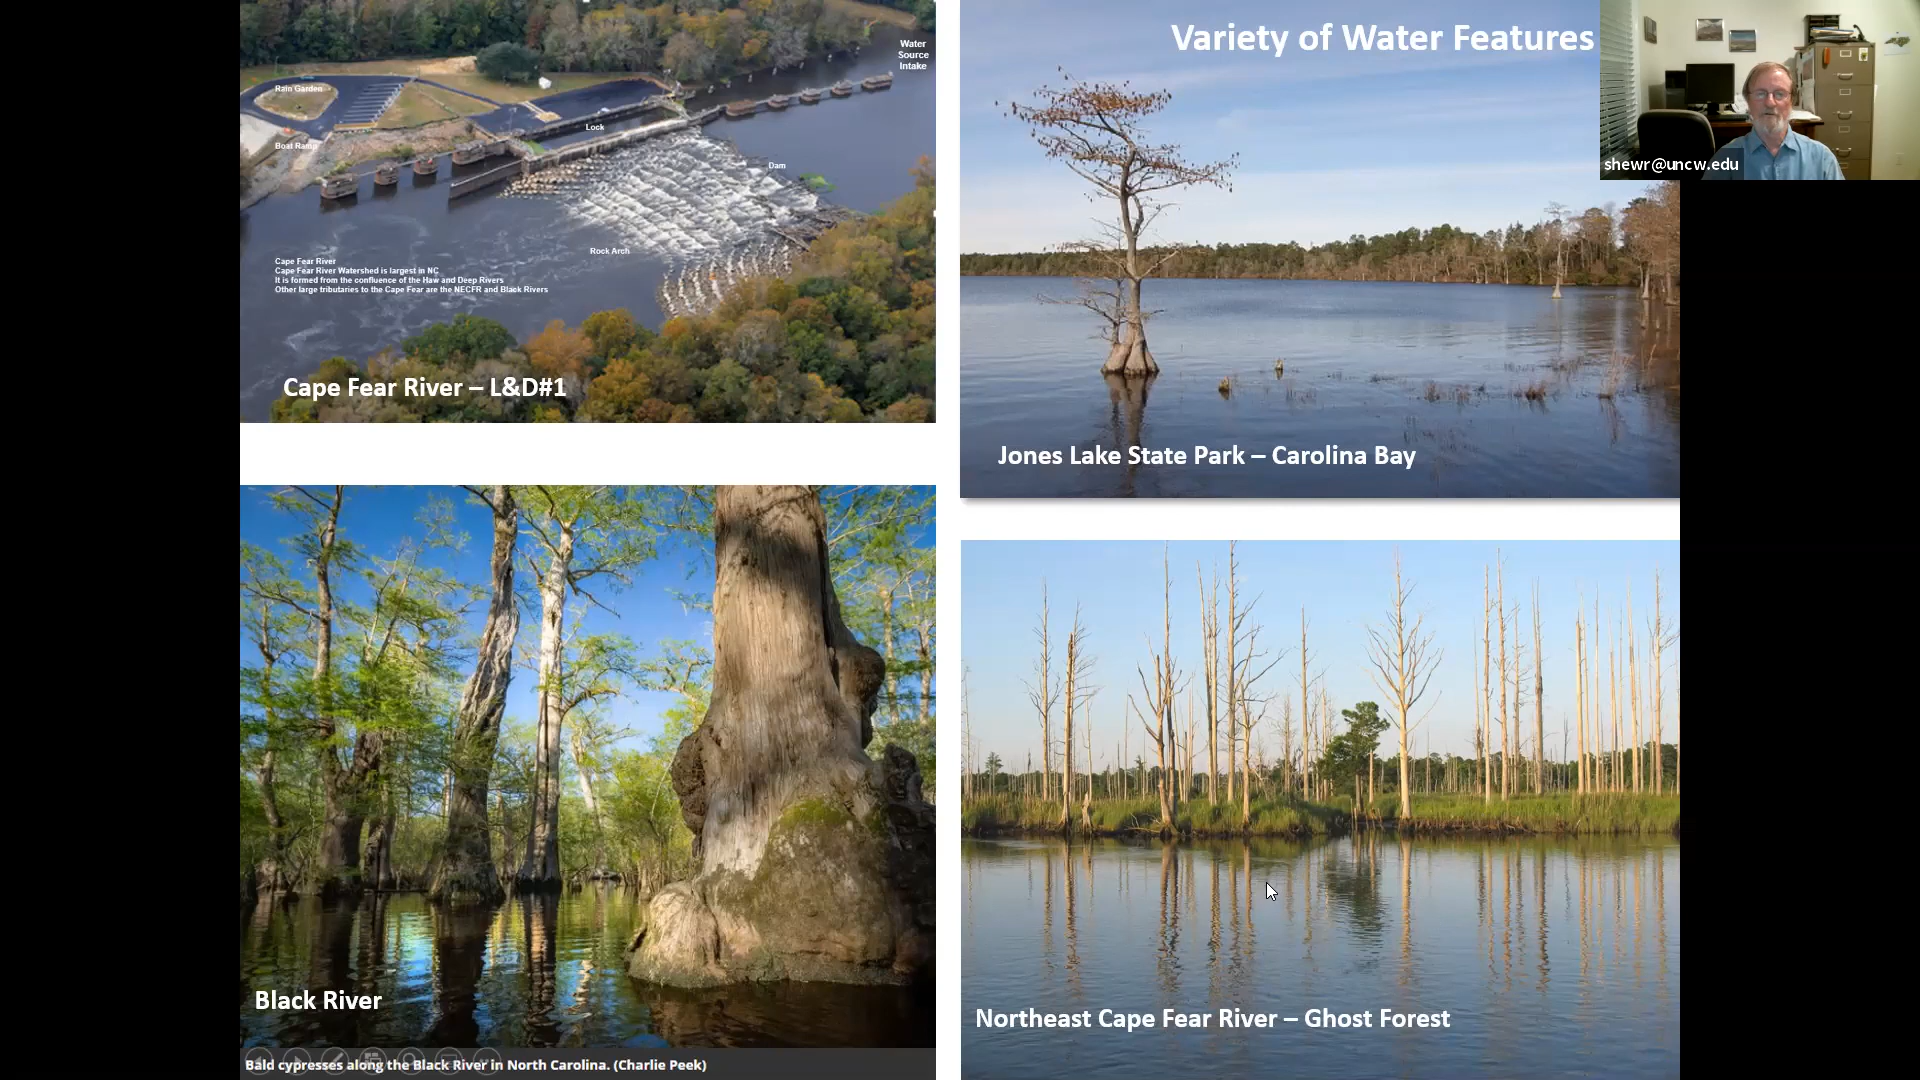 Variety of Water Features
shewr@uncw.edu
Water
Source
Intake
Rain Garden
Boat Ramp
Lock
Dam
Rock Arch
Cape Fear River
Cape Fear River Watershed is largest in NC
It is formed from the confluence of the Haw and Deep Rivers
Other large tributaries to the Cape Fear are the NECFR and Black Rivers
Cape Fear River – L&D#1
Jones Lake State Park – Carolina Bay
Black River
Bald cypresses along the Black River in North Carolina. (Charlie Peek)
Northeast Cape Fear River – Ghost Forest